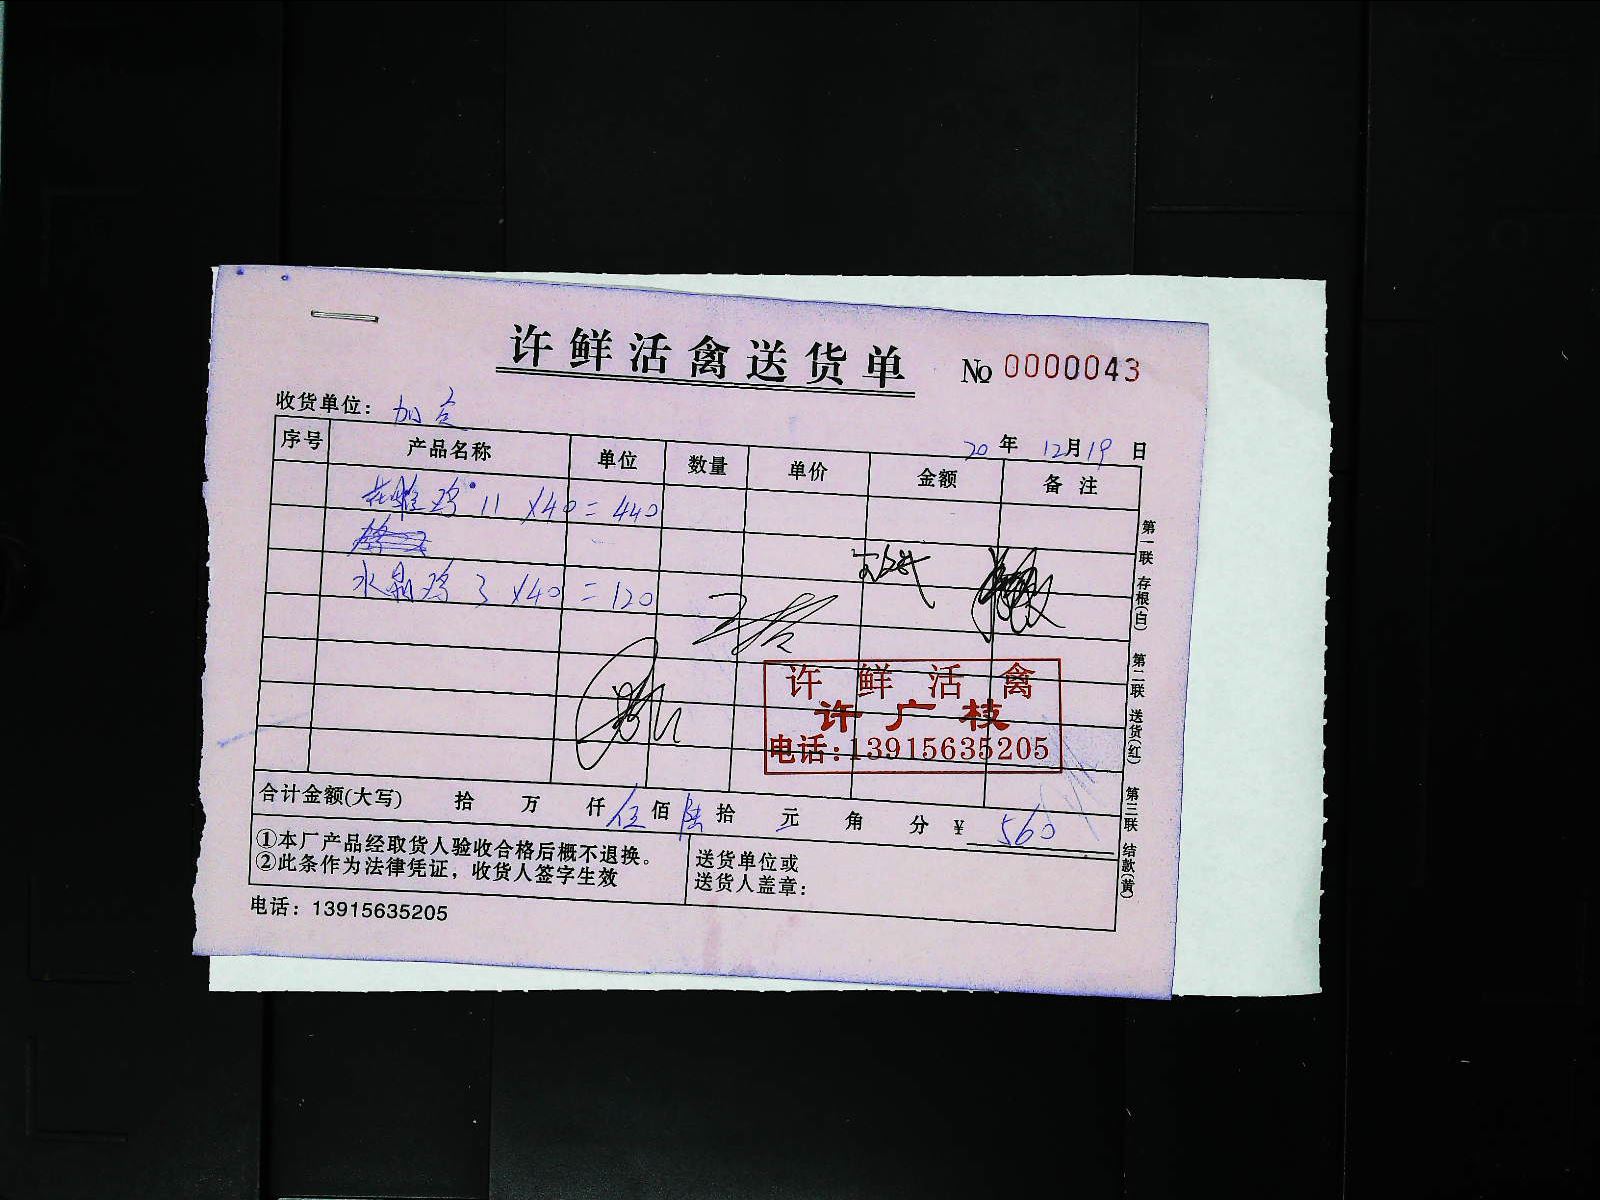 许鲜活禽送货单
No 0000043
收货单位: 加
20年12月19日
序号 产品名称 单位 数量 单价 金额 备注
鸡 11 ×40=440
水晶鸡 3 ×40=120
许鲜活禽
许广枝
电话:13915635205
合计金额(大写) 拾 万 仟 伍 佰 陆 拾 元 角 分 ¥ 560
①本厂产品经取货人验收合格后概不退换。
②此条作为法律凭证，收货人签字生效
送货单位或
送货人盖章:
电话: 13915635205
第一联 存根(白)
第二联 送货(红)
第三联 结款(黄)